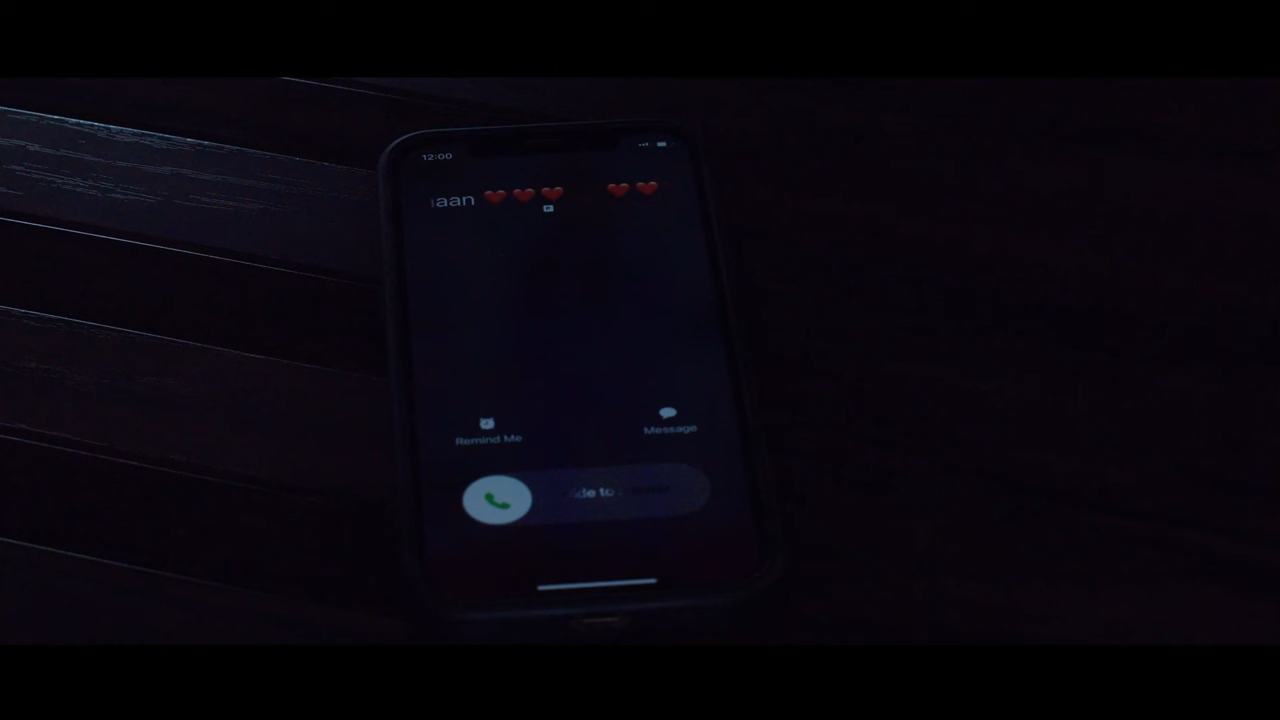 12:00
aan ❤️❤️❤️ ❤️❤️
P
Remind Me
Message